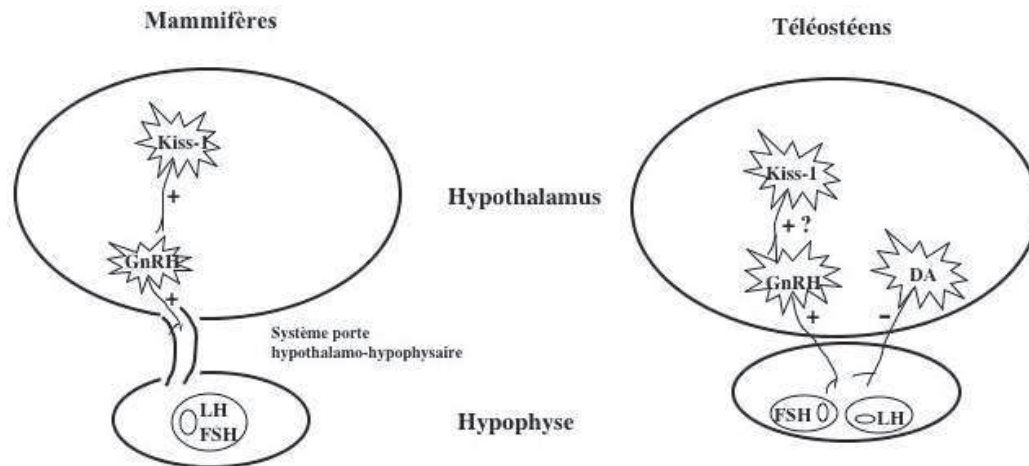 Mammifères
Téléostéens
Kiss-1
+
GnRH
+
Système porte
hypothalamo-hypophysaire
LH
FSH
Hypothalamus
Hypophyse
Kiss-1
+ ?
GnRH
DA
+
-
FSH
LH